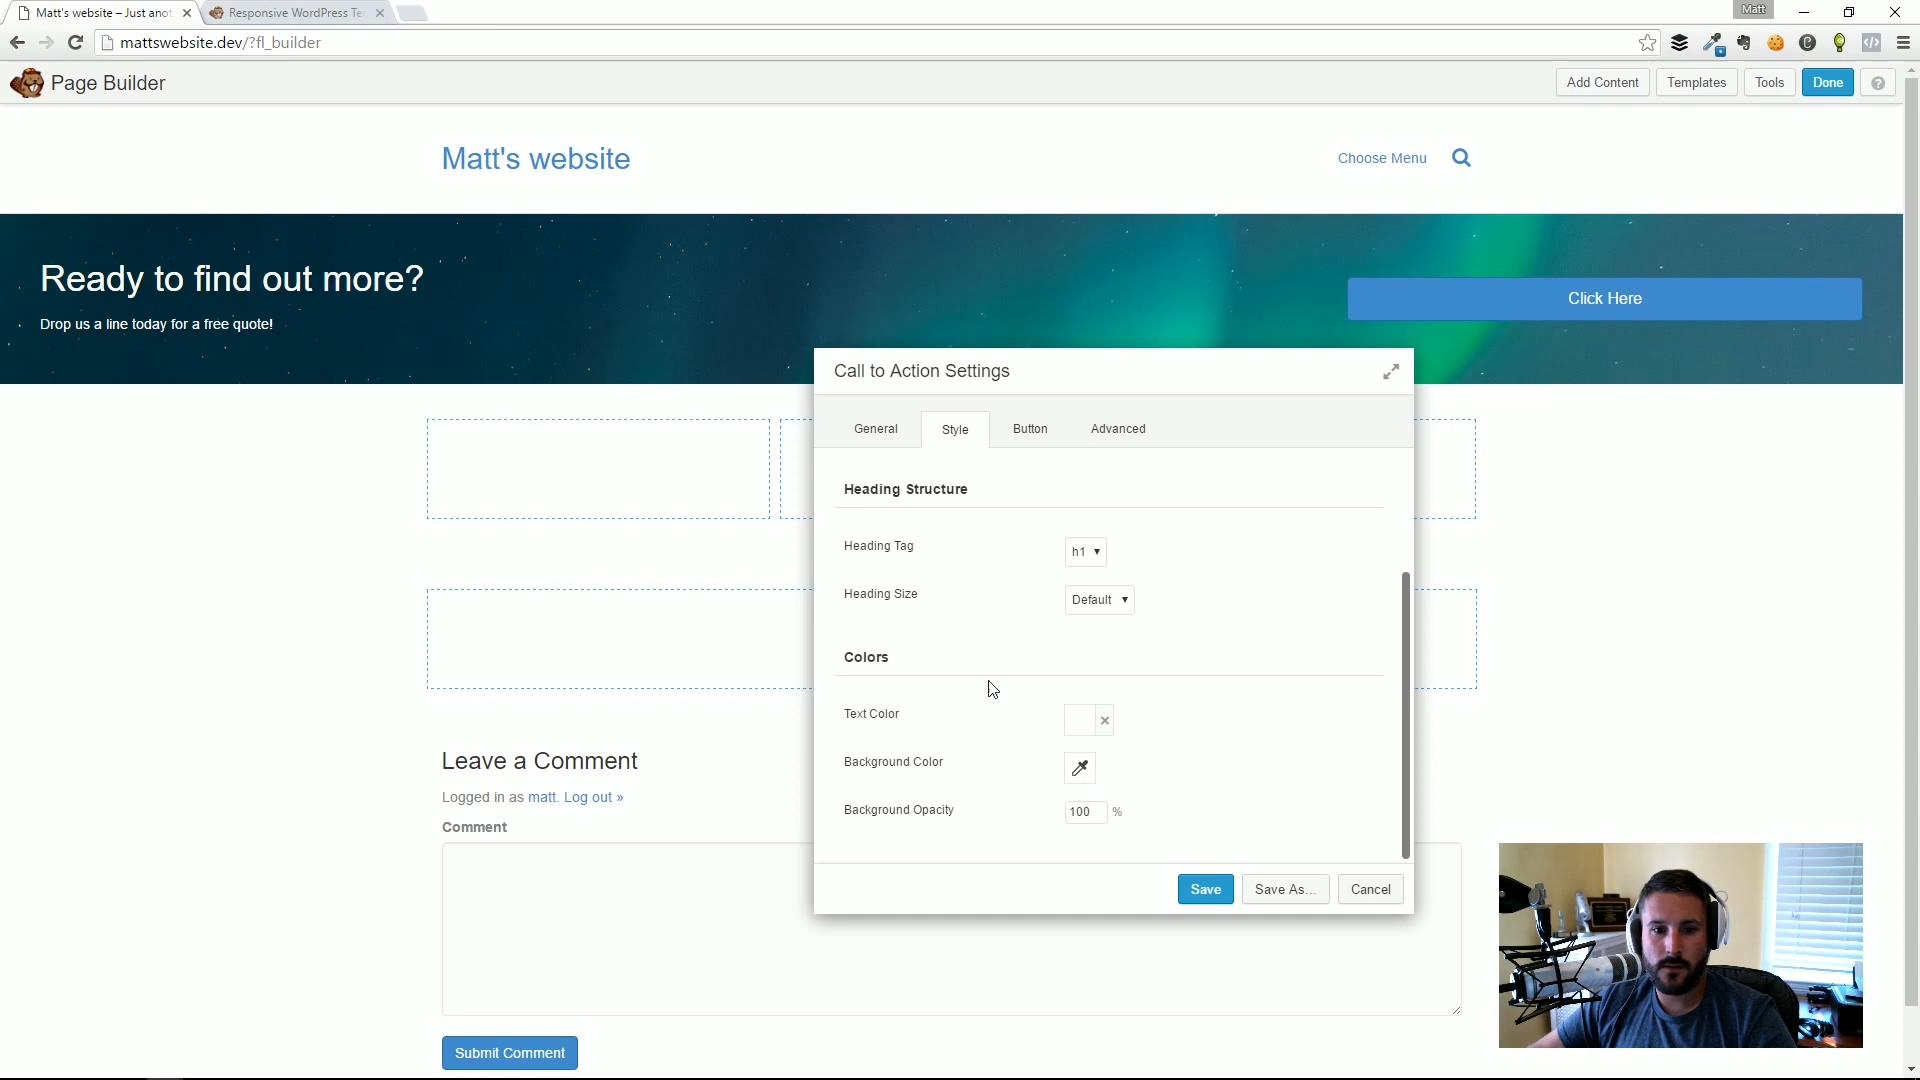 Matt's website – Just anot
Responsive WordPress Te
Matt
mattswebsite.dev/?fl_builder
Page Builder
Add Content
Templates
Tools
Done
?
Matt's website
Choose Menu
Ready to find out more?
Drop us a line today for a free quote!
Click Here
Call to Action Settings
General
Style
Button
Advanced
Heading Structure
Heading Tag
h1
Heading Size
Default
Colors
Text Color
Background Color
Background Opacity
100
%
Save
Save As...
Cancel
Leave a Comment
Logged in as matt. Log out »
Comment
Submit Comment